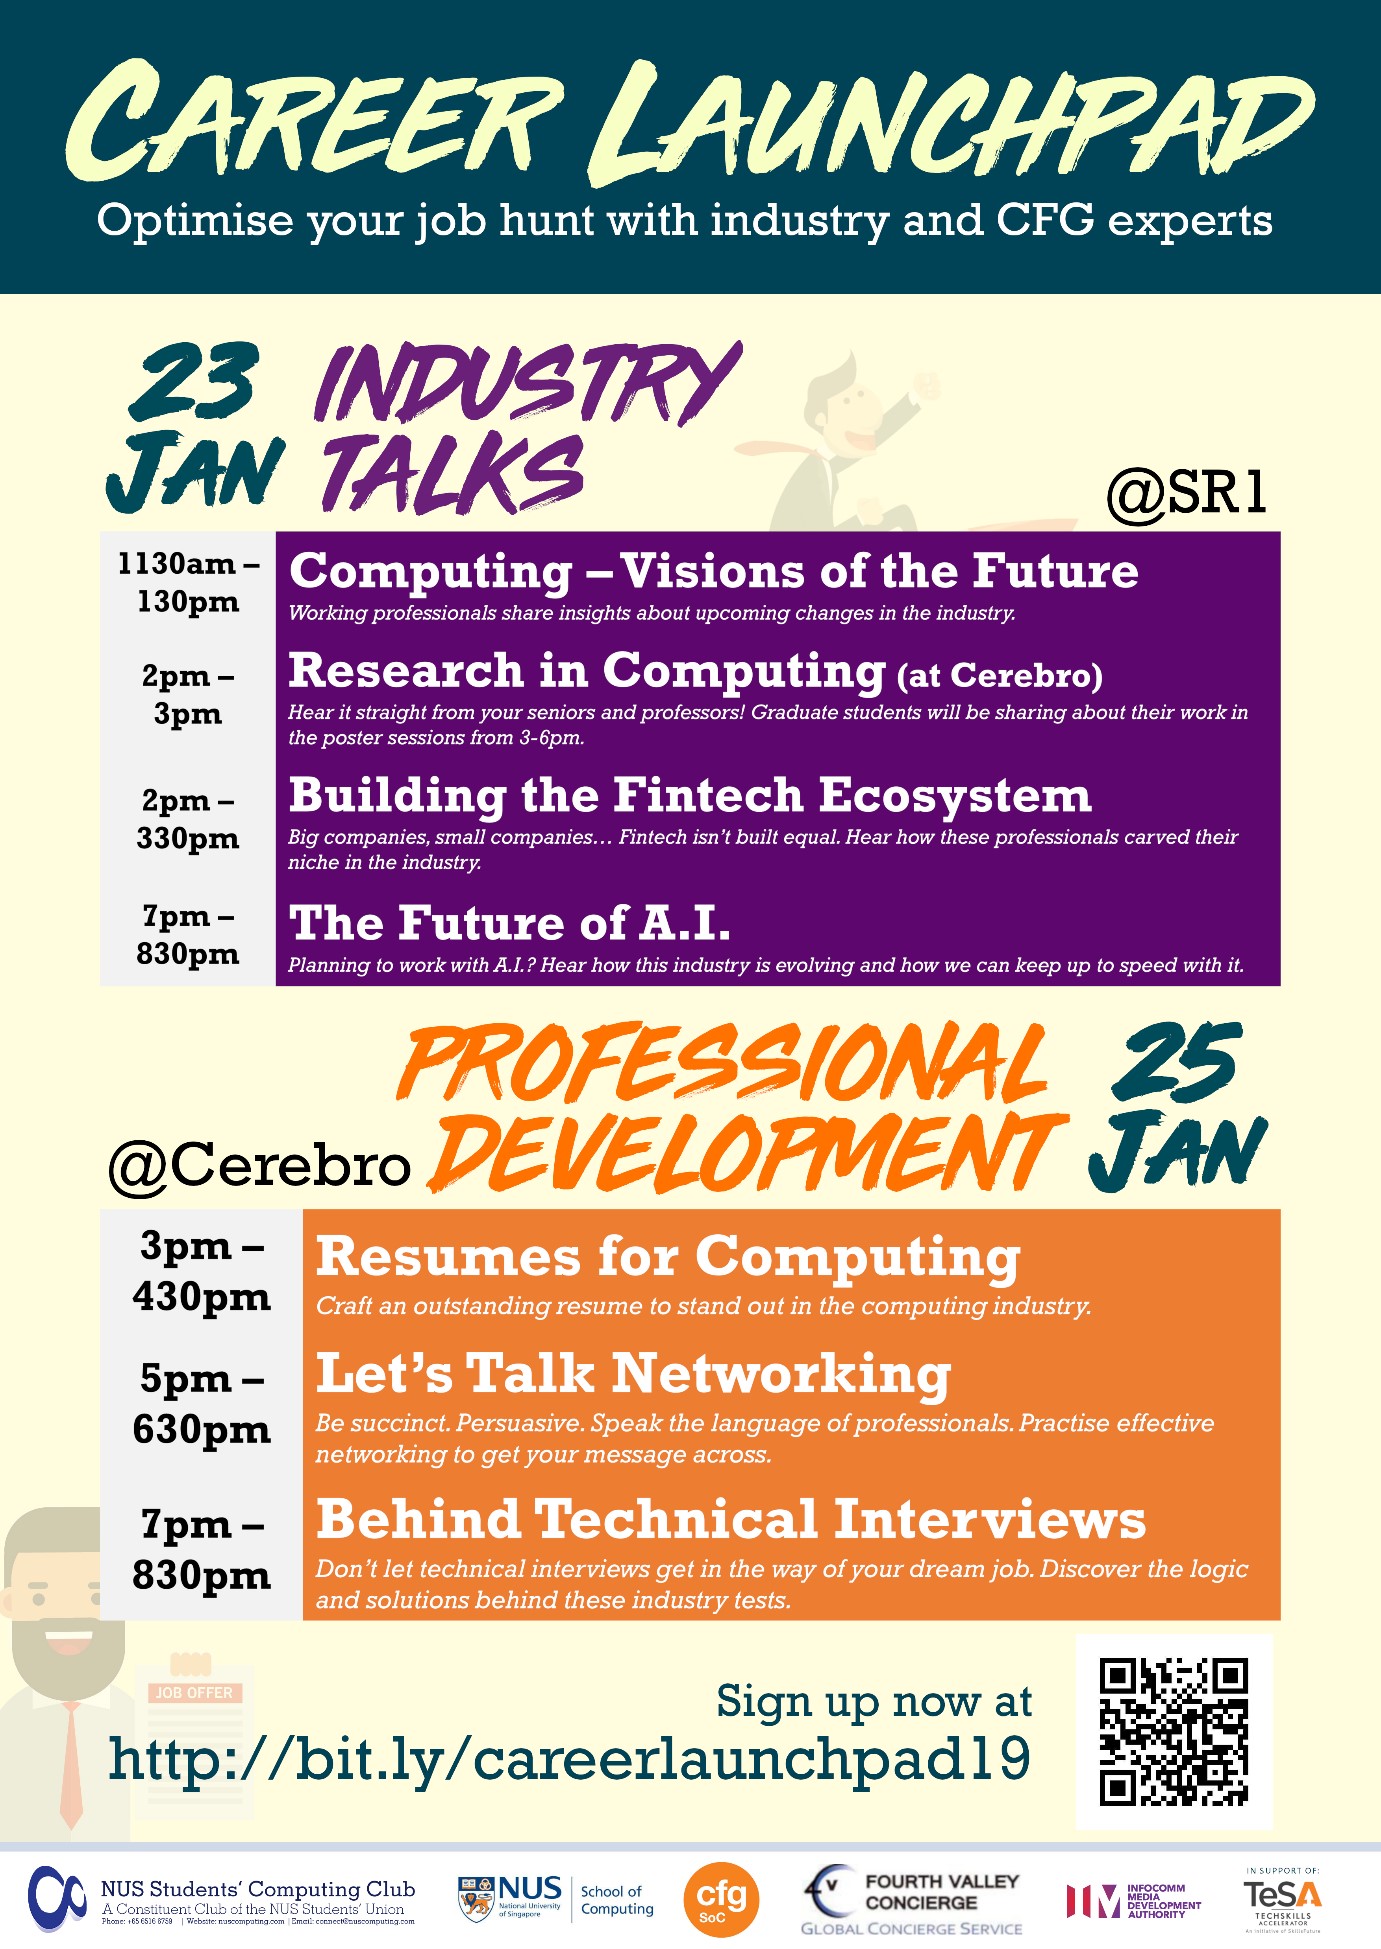 CAREER LAUNCHPAD
Optimise your job hunt with industry and CFG experts
23 JAN
INDUSTRY TALKS
@SR1
1130am –
130pm
Computing – Visions of the Future
Working professionals share insights about upcoming changes in the industry.
2pm –
3pm
Research in Computing (at Cerebro)
Hear it straight from your seniors and professors! Graduate students will be sharing about their work in
the poster sessions from 3-6pm.
2pm –
330pm
Building the Fintech Ecosystem
Big companies, small companies... Fintech isn't built equal. Hear how these professionals carved their
niche in the industry.
7pm –
830pm
The Future of A.I.
Planning to work with A.I.? Hear how this industry is evolving and how we can keep up to speed with it.
PROFESSIONAL
DEVELOPMENT
25
JAN
@Cerebro
3pm –
430pm
Resumes for Computing
Craft an outstanding resume to stand out in the computing industry.
5pm –
630pm
Let's Talk Networking
Be succinct. Persuasive. Speak the language of professionals. Practise effective
networking to get your message across.
7pm –
830pm
Behind Technical Interviews
Don't let technical interviews get in the way of your dream job. Discover the logic
and solutions behind these industry tests.
JOB OFFER
Sign up now at
http://bit.ly/careerlaunchpad19
NUS Students' Computing Club
A Constituent Club of the NUS Students' Union
Phone: +65 6516 8759 | Website: nuscomputing.com | Email: connect@nuscomputing.com
NUS
National University
of Singapore
School of
Computing
cfg
SoC
4V
FOURTH VALLEY
CONCIERGE
GLOBAL CONCIERGE SERVICE
INFOCOMM
MEDIA
DEVELOPMENT
AUTHORITY
IN SUPPORT OF:
TeSA
TECHSKILLS
ACCELERATOR
An initiative of SkillsFuture